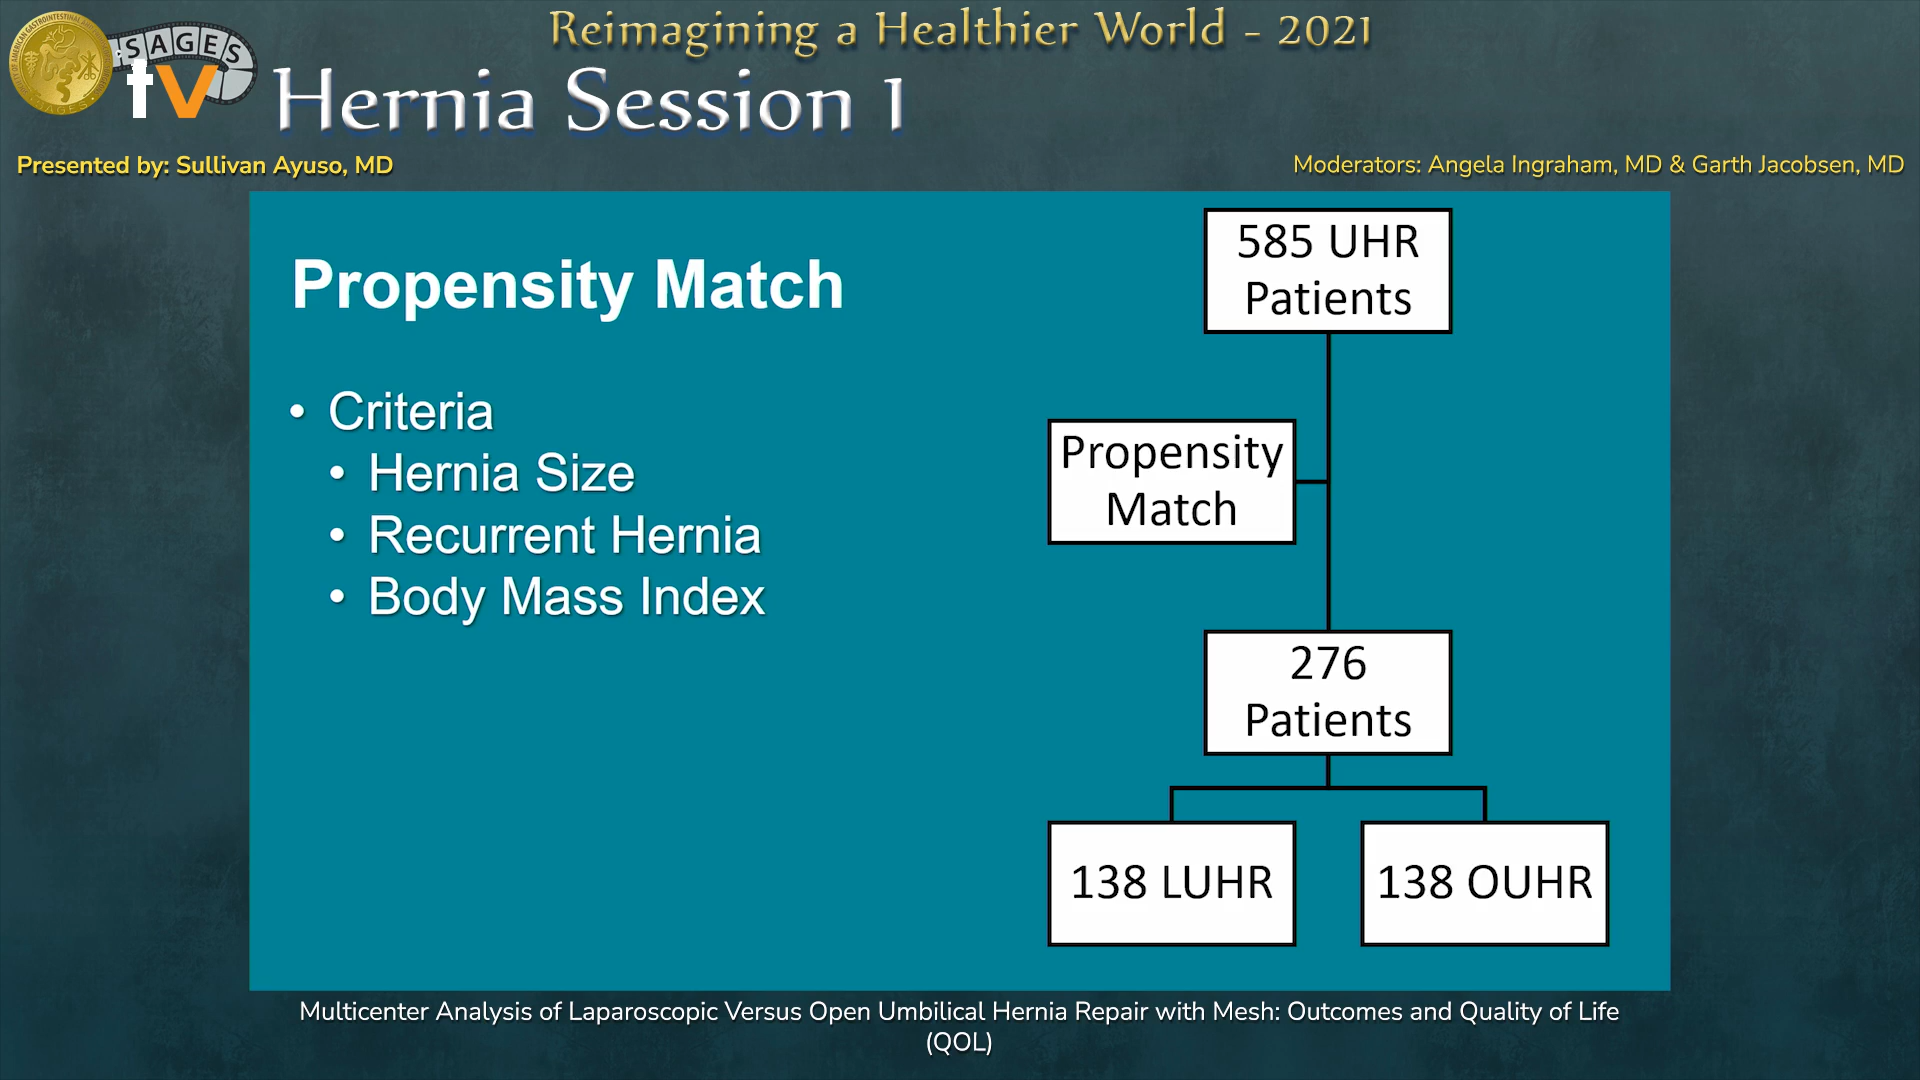 Reimagining a Healthier World - 2021
SAGES
tv
Hernia Session 1
Presented by: Sullivan Ayuso, MD
Moderators: Angela Ingraham, MD & Garth Jacobsen, MD
Propensity Match
• Criteria
• Hernia Size
• Recurrent Hernia
• Body Mass Index
585 UHR
Patients
Propensity
Match
276
Patients
138 LUHR
138 OUHR
Multicenter Analysis of Laparoscopic Versus Open Umbilical Hernia Repair with Mesh: Outcomes and Quality of Life
(QOL)